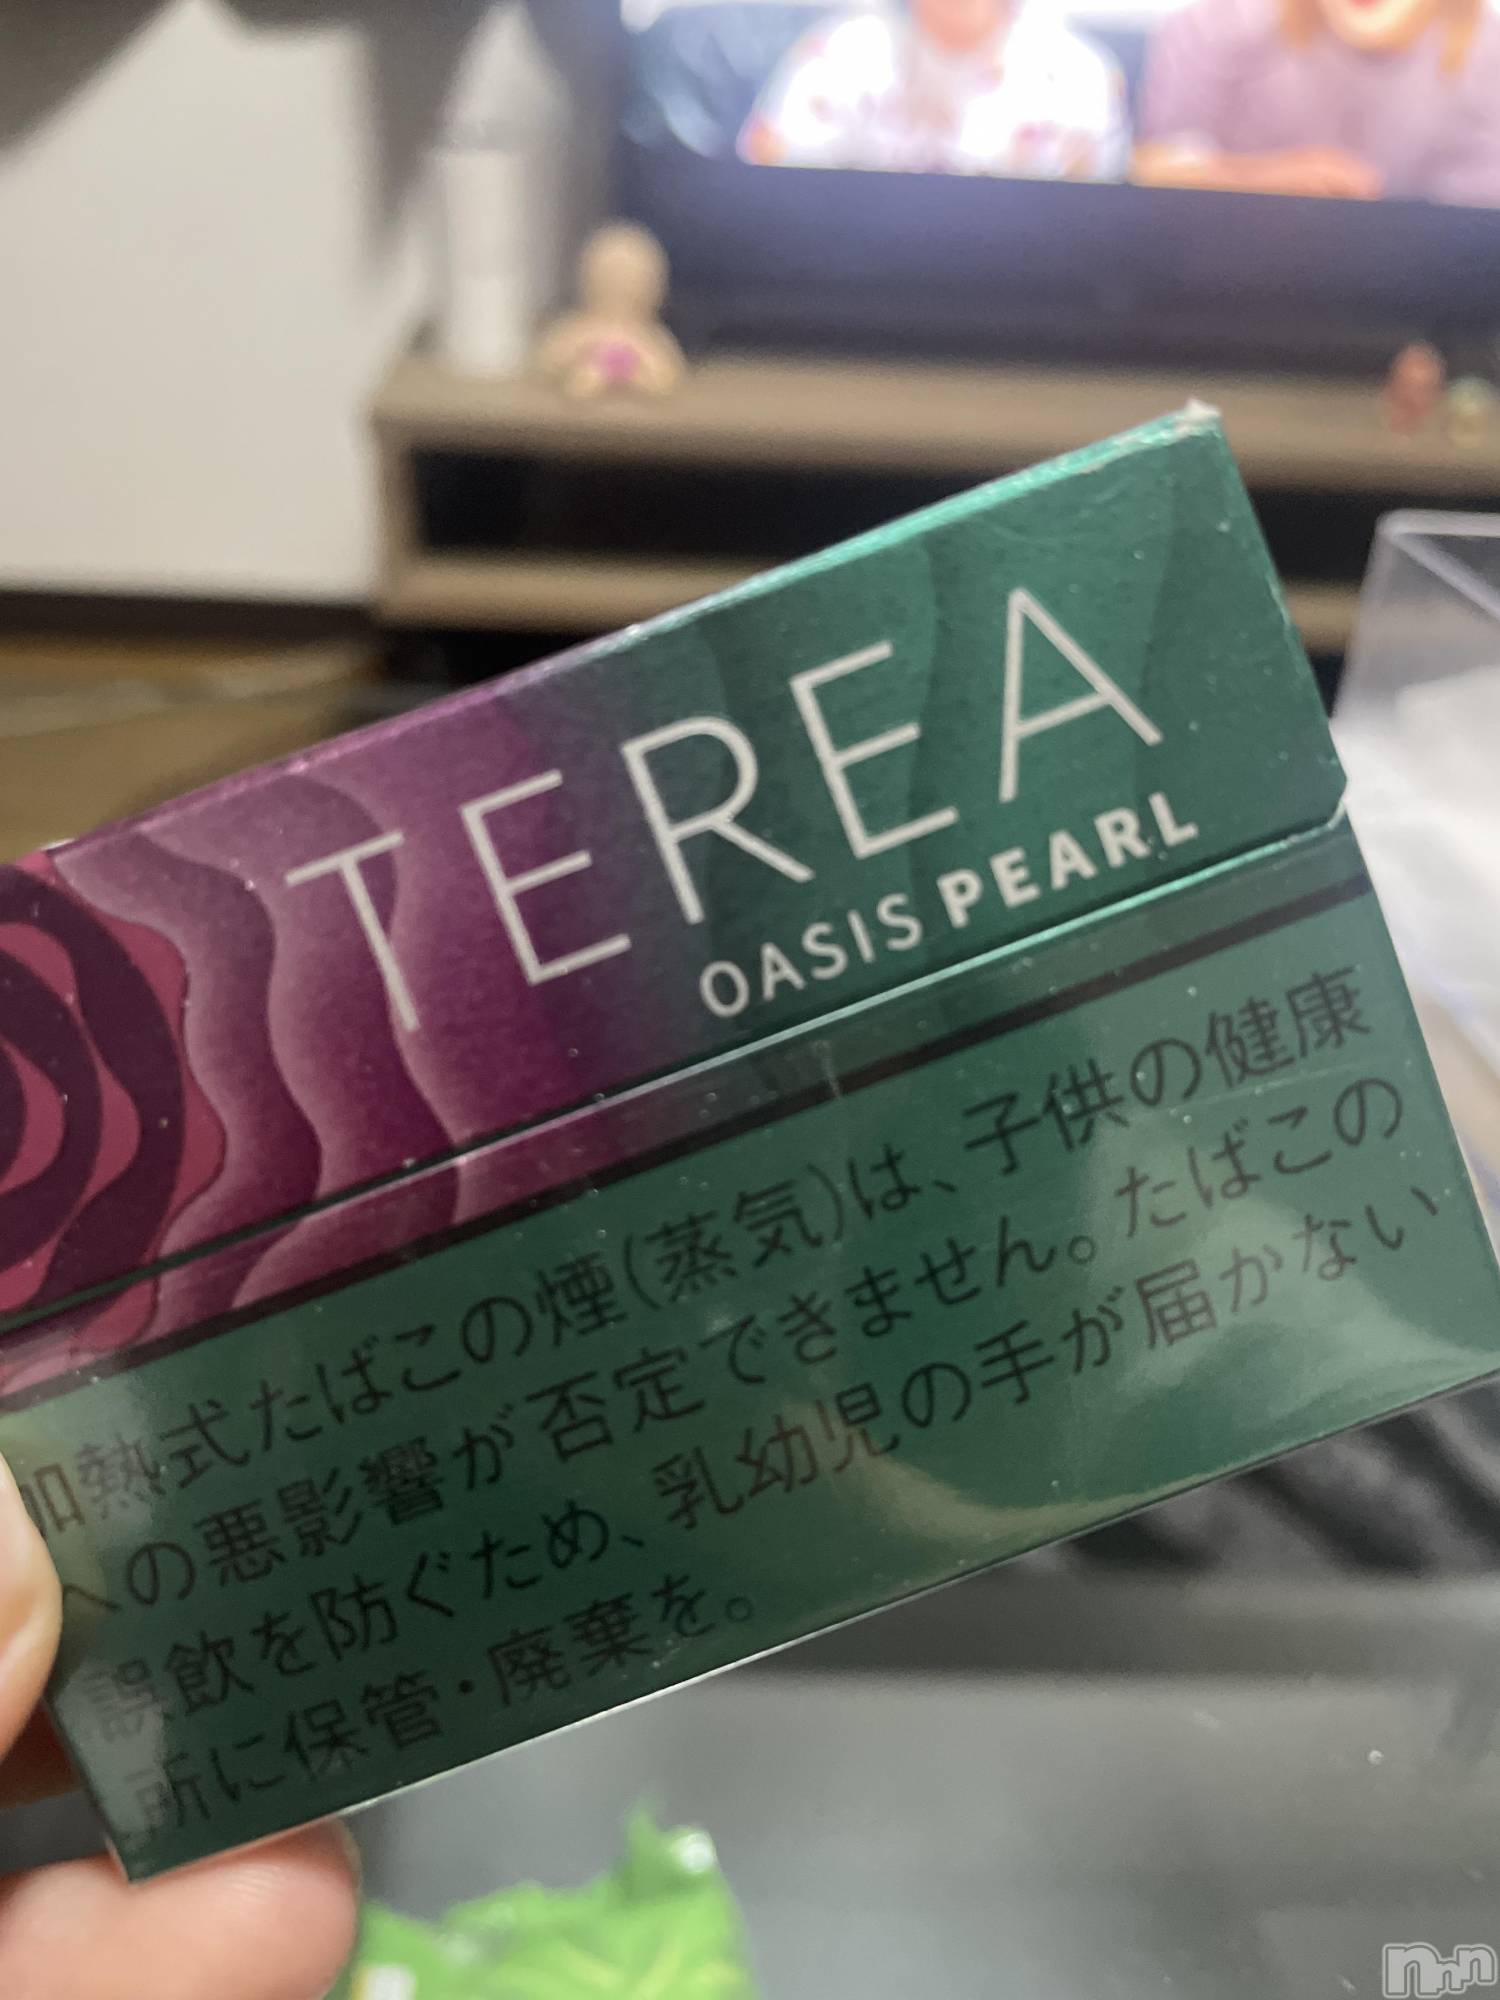 TEREA
OASIS PEARL
加熱式たばこの煙(蒸気)は、子供の健康
への悪影響が否定できません。たばこの
誤飲を防ぐため、乳幼児の手が届かない
所に保管・廃棄を。
nnn